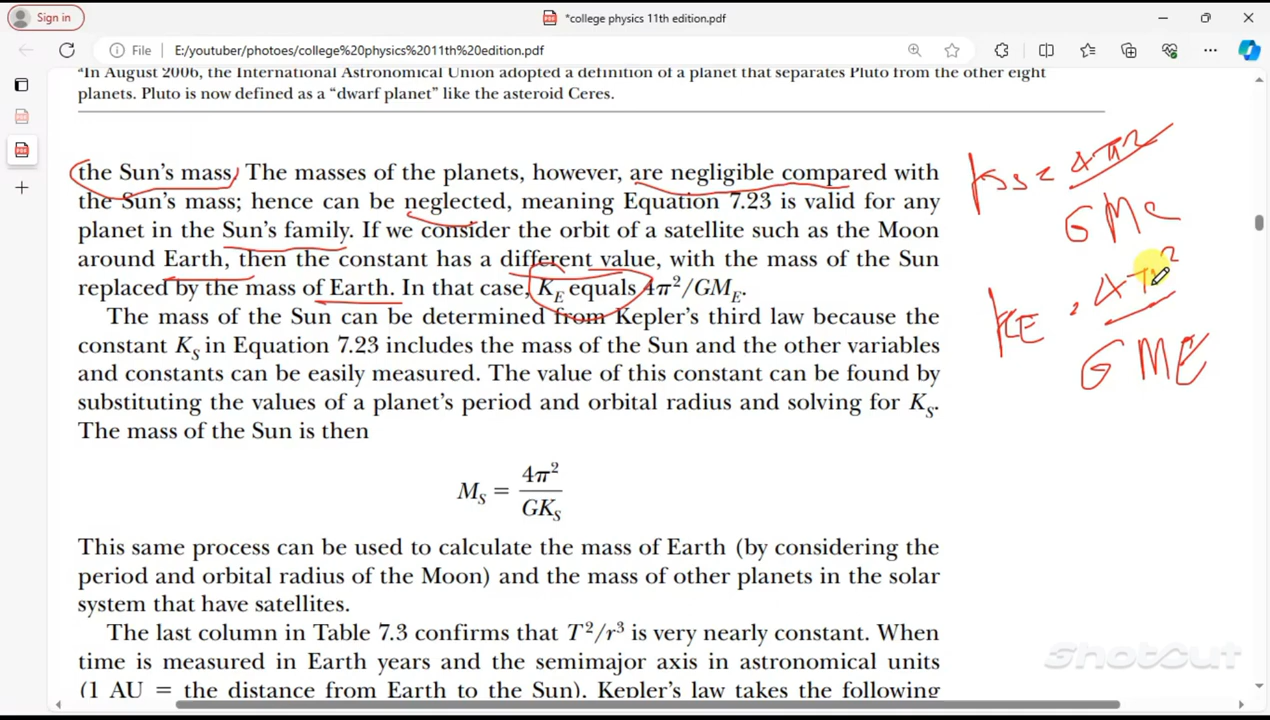 Sign in
*college physics 11th edition.pdf
File
E:/youtuber/photoes/college%20physics%2011th%20edition.pdf
ᵃIn August 2006, the International Astronomical Union adopted a definition of a planet that separates Pluto from the other eight
planets. Pluto is now defined as a “dwarf planet” like the asteroid Ceres.
the Sun’s mass. The masses of the planets, however, are negligible compared with
the Sun’s mass; hence can be neglected, meaning Equation 7.23 is valid for any
planet in the Sun’s family. If we consider the orbit of a satellite such as the Moon
around Earth, then the constant has a different value, with the mass of the Sun
replaced by the mass of Earth. In that case, K_E equals 4π²/GM_E.
The mass of the Sun can be determined from Kepler’s third law because the
constant K_S in Equation 7.23 includes the mass of the Sun and the other variables
and constants can be easily measured. The value of this constant can be found by
substituting the values of a planet’s period and orbital radius and solving for K_S.
The mass of the Sun is then
M_S = 4π²
GK_S
This same process can be used to calculate the mass of Earth (by considering the
period and orbital radius of the Moon) and the mass of other planets in the solar
system that have satellites.
The last column in Table 7.3 confirms that T²/r³ is very nearly constant. When
time is measured in Earth years and the semimajor axis in astronomical units
(1 AU = the distance from Earth to the Sun), Kepler’s law takes the following
4π2
GM
KE = 4π2
GME
shotcut